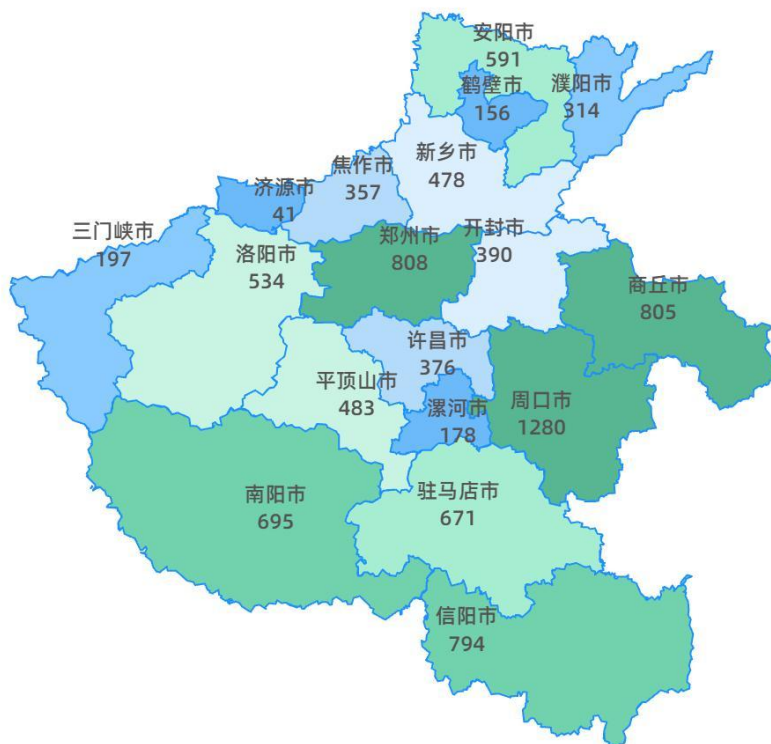 安阳市
591
鹤壁市
156
濮阳市
314
新乡市
478
焦作市
357
济源市
41
三门峡市
197
洛阳市
534
郑州市
808
开封市
390
商丘市
805
许昌市
376
平顶山市
483
漯河市
178
周口市
1280
南阳市
695
驻马店市
671
信阳市
794